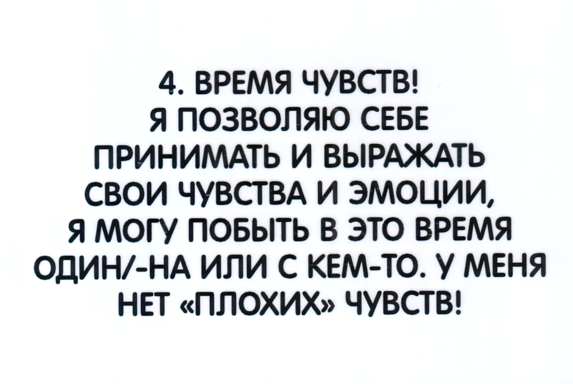 4. ВРЕМЯ ЧУВСТВ!
Я ПОЗВОЛЯЮ СЕБЕ
ПРИНИМАТЬ И ВЫРАЖАТЬ
СВОИ ЧУВСТВА И ЭМОЦИИ,
Я МОГУ ПОБЫТЬ В ЭТО ВРЕМЯ
ОДИН/-НА ИЛИ С КЕМ-ТО. У МЕНЯ
НЕТ «ПЛОХИХ» ЧУВСТВ!